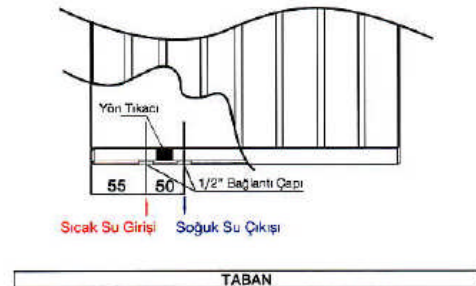 Yön Tıkacı
55 50 1/2" Bağlantı Çapı
Sıcak Su Girişi Soğuk Su Çıkışı
TABAN